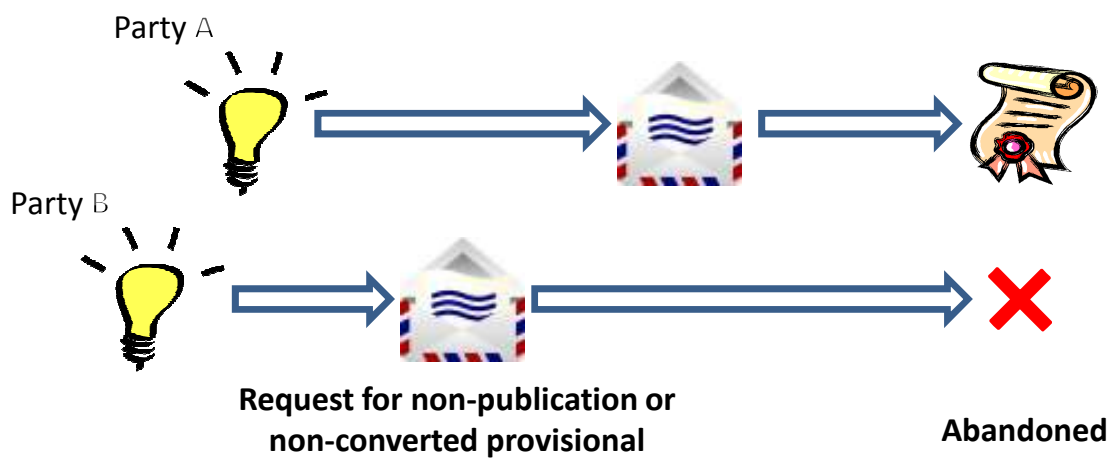 Party A
Party B
Request for non-publication or
non-converted provisional
Abandoned